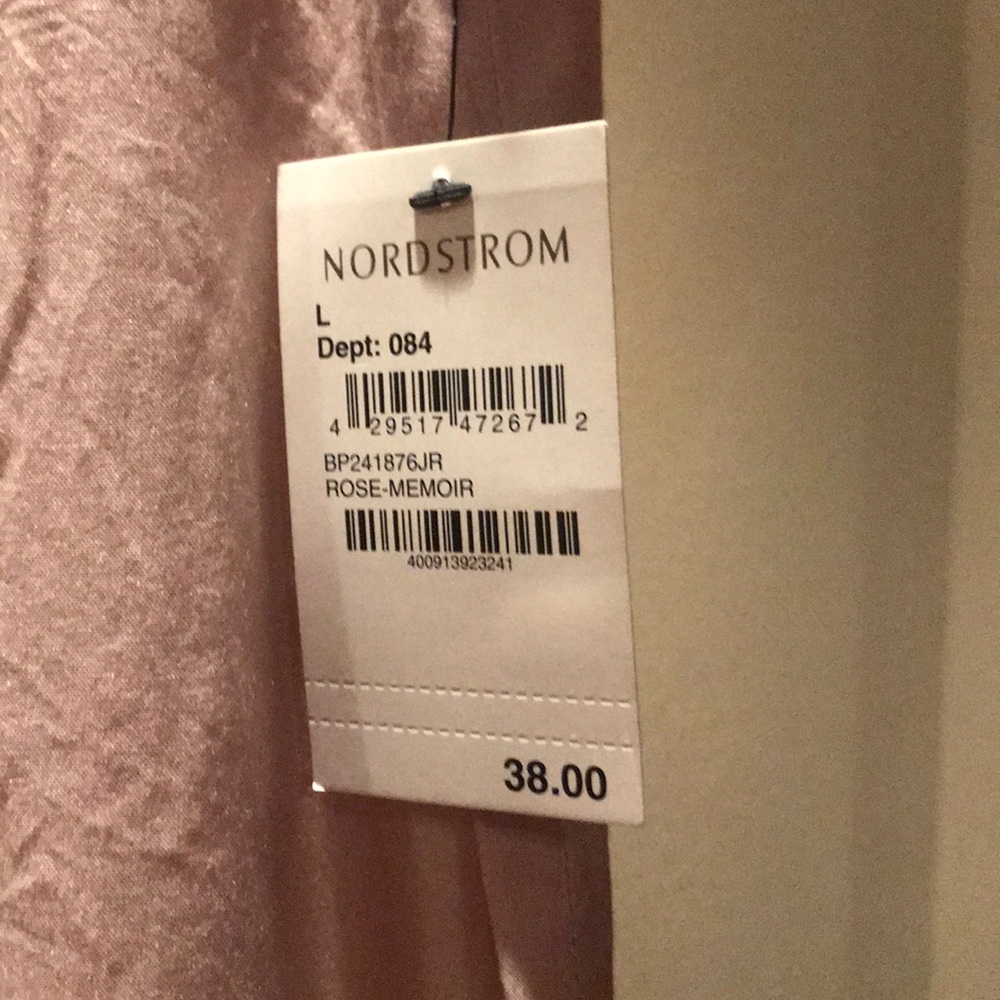 NORDSTROM
L
Dept: 084
4 29517 47267 2
BP241876JR
ROSE-MEMOIR
400913923241
38.00